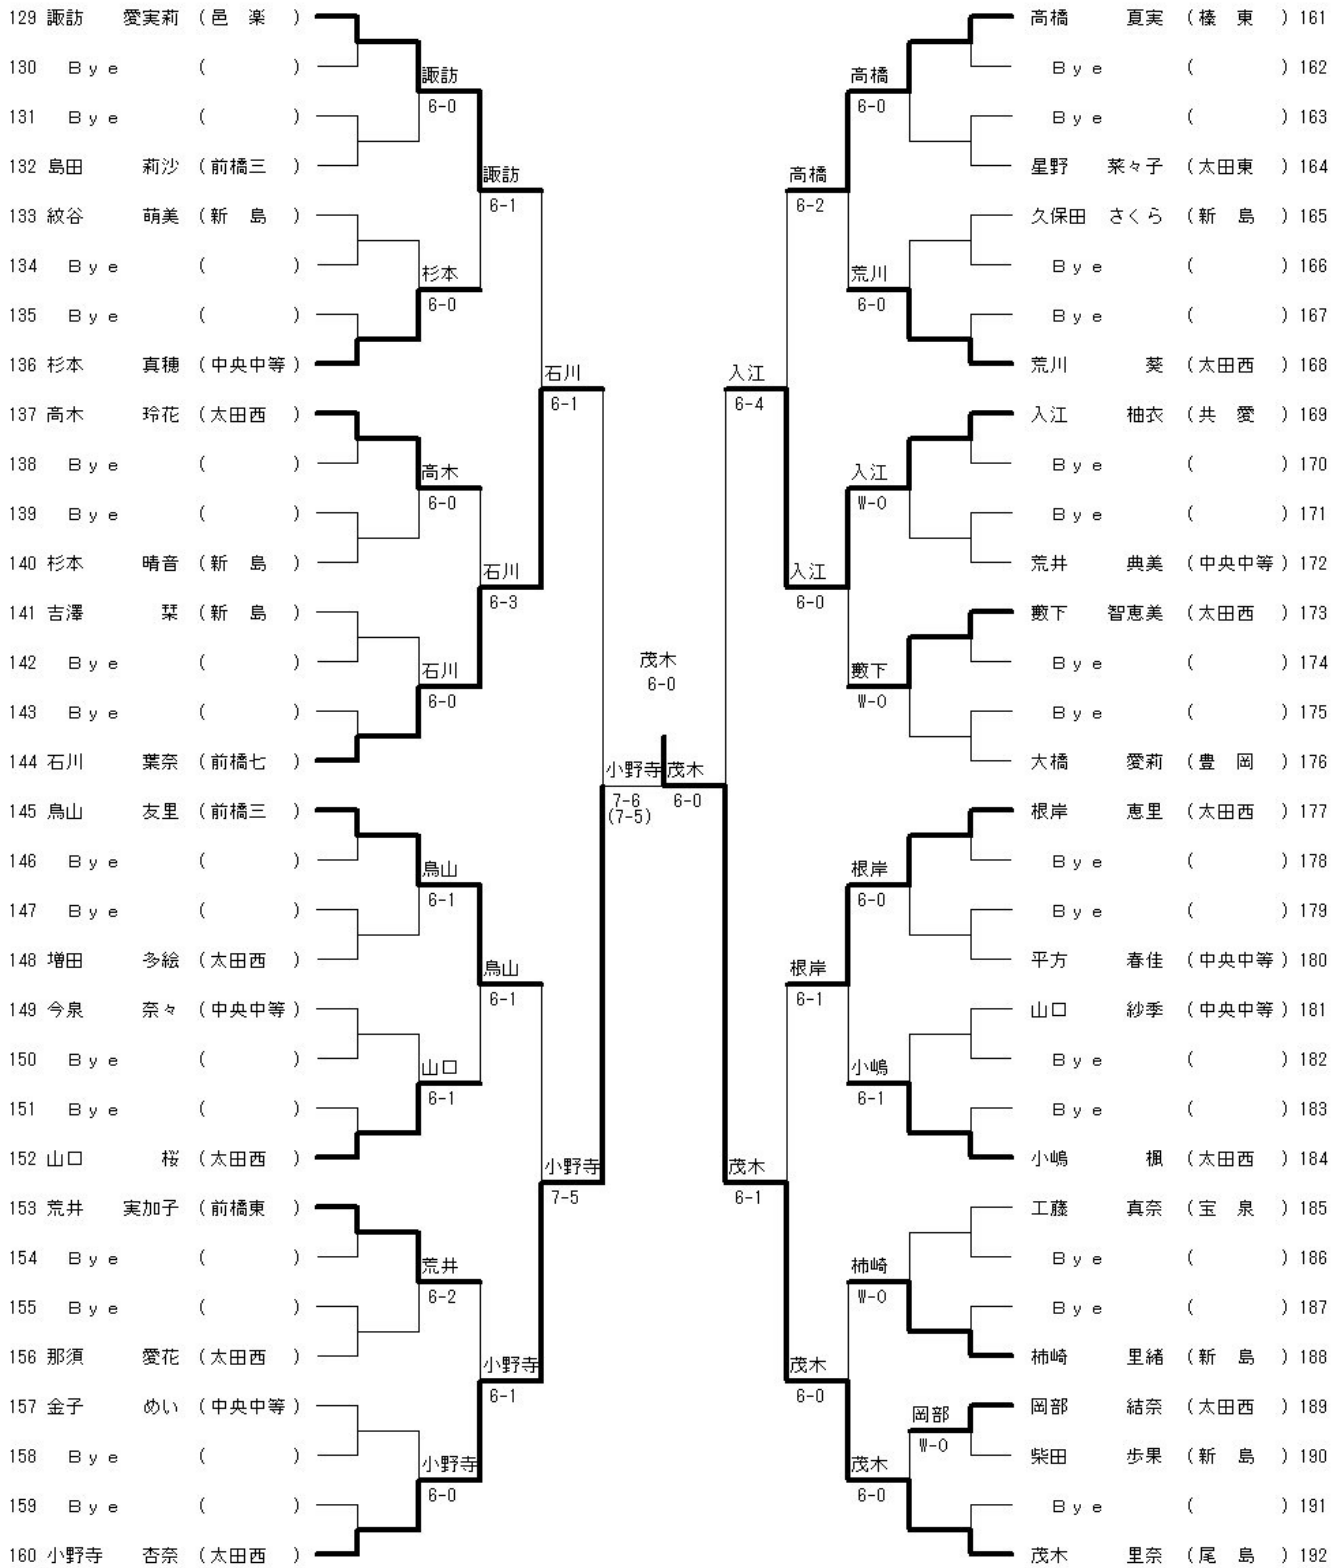 129 諏訪 愛実莉 (邑 楽)
130 Bye ( )
131 Bye ( )
132 島田 莉沙 (前橋三)
133 紋谷 萌美 (新 島)
134 Bye ( )
135 Bye ( )
136 杉本 真穂 (中央中等)
137 高木 玲花 (太田西)
138 Bye ( )
139 Bye ( )
140 杉本 晴音 (新 島)
141 吉澤 栞 (新 島)
142 Bye ( )
143 Bye ( )
144 石川 葉奈 (前橋七)
145 鳥山 友里 (前橋三)
146 Bye ( )
147 Bye ( )
148 増田 多絵 (太田西)
149 今泉 奈々 (中央中等)
150 Bye ( )
151 Bye ( )
152 山口 桜 (太田西)
153 荒井 実加子 (前橋東)
154 Bye ( )
155 Bye ( )
156 那須 愛花 (太田西)
157 金子 めい (中央中等)
158 Bye ( )
159 Bye ( )
160 小野寺 杏奈 (太田西)
諏訪
6-0
杉本
6-0
高木
6-0
石川
6-0
鳥山
6-1
山口
6-1
荒井
6-2
小野寺
6-0
諏訪
6-1
石川
6-3
鳥山
6-1
小野寺
6-1
石川
6-1
小野寺
7-5
小野寺
7-6
(7-5)
茂木
6-0
茂木
6-0
入江
6-4
茂木
6-1
高橋
6-2
入江
6-0
根岸
6-1
茂木
6-0
高橋
6-0
荒川
6-0
入江
W-O
藪下
W-O
根岸
6-0
小嶋
6-1
柿崎
W-O
茂木
6-0
岡部
W-O
高橋 夏実 (榛 東) 161
Bye ( ) 162
Bye ( ) 163
星野 菜々子 (太田東) 164
久保田 さくら (新 島) 165
Bye ( ) 166
Bye ( ) 167
荒川 葵 (太田西) 168
入江 柚衣 (共 愛) 169
Bye ( ) 170
Bye ( ) 171
荒井 典美 (中央中等) 172
藪下 智恵美 (太田西) 173
Bye ( ) 174
Bye ( ) 175
大橋 愛莉 (豊 岡) 176
根岸 恵里 (太田西) 177
Bye ( ) 178
Bye ( ) 179
平方 春佳 (中央中等) 180
山口 紗季 (中央中等) 181
Bye ( ) 182
Bye ( ) 183
小嶋 楓 (太田西) 184
工藤 真奈 (宝 泉) 185
Bye ( ) 186
Bye ( ) 187
柿崎 里緒 (新 島) 188
岡部 結奈 (太田西) 189
柴田 歩果 (新 島) 190
Bye ( ) 191
茂木 里奈 (尾 島) 192